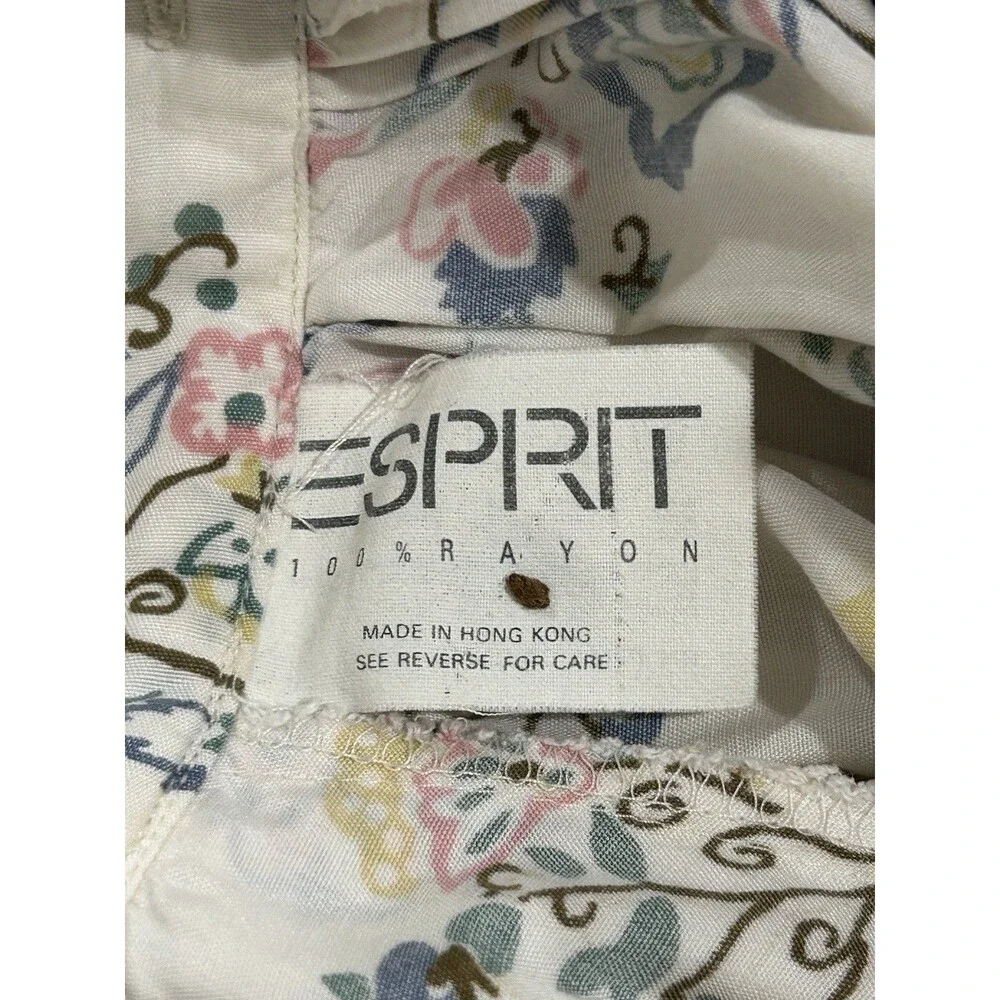 ESPRIT
100% RAYON
MADE IN HONG KONG
SEE REVERSE FOR CARE